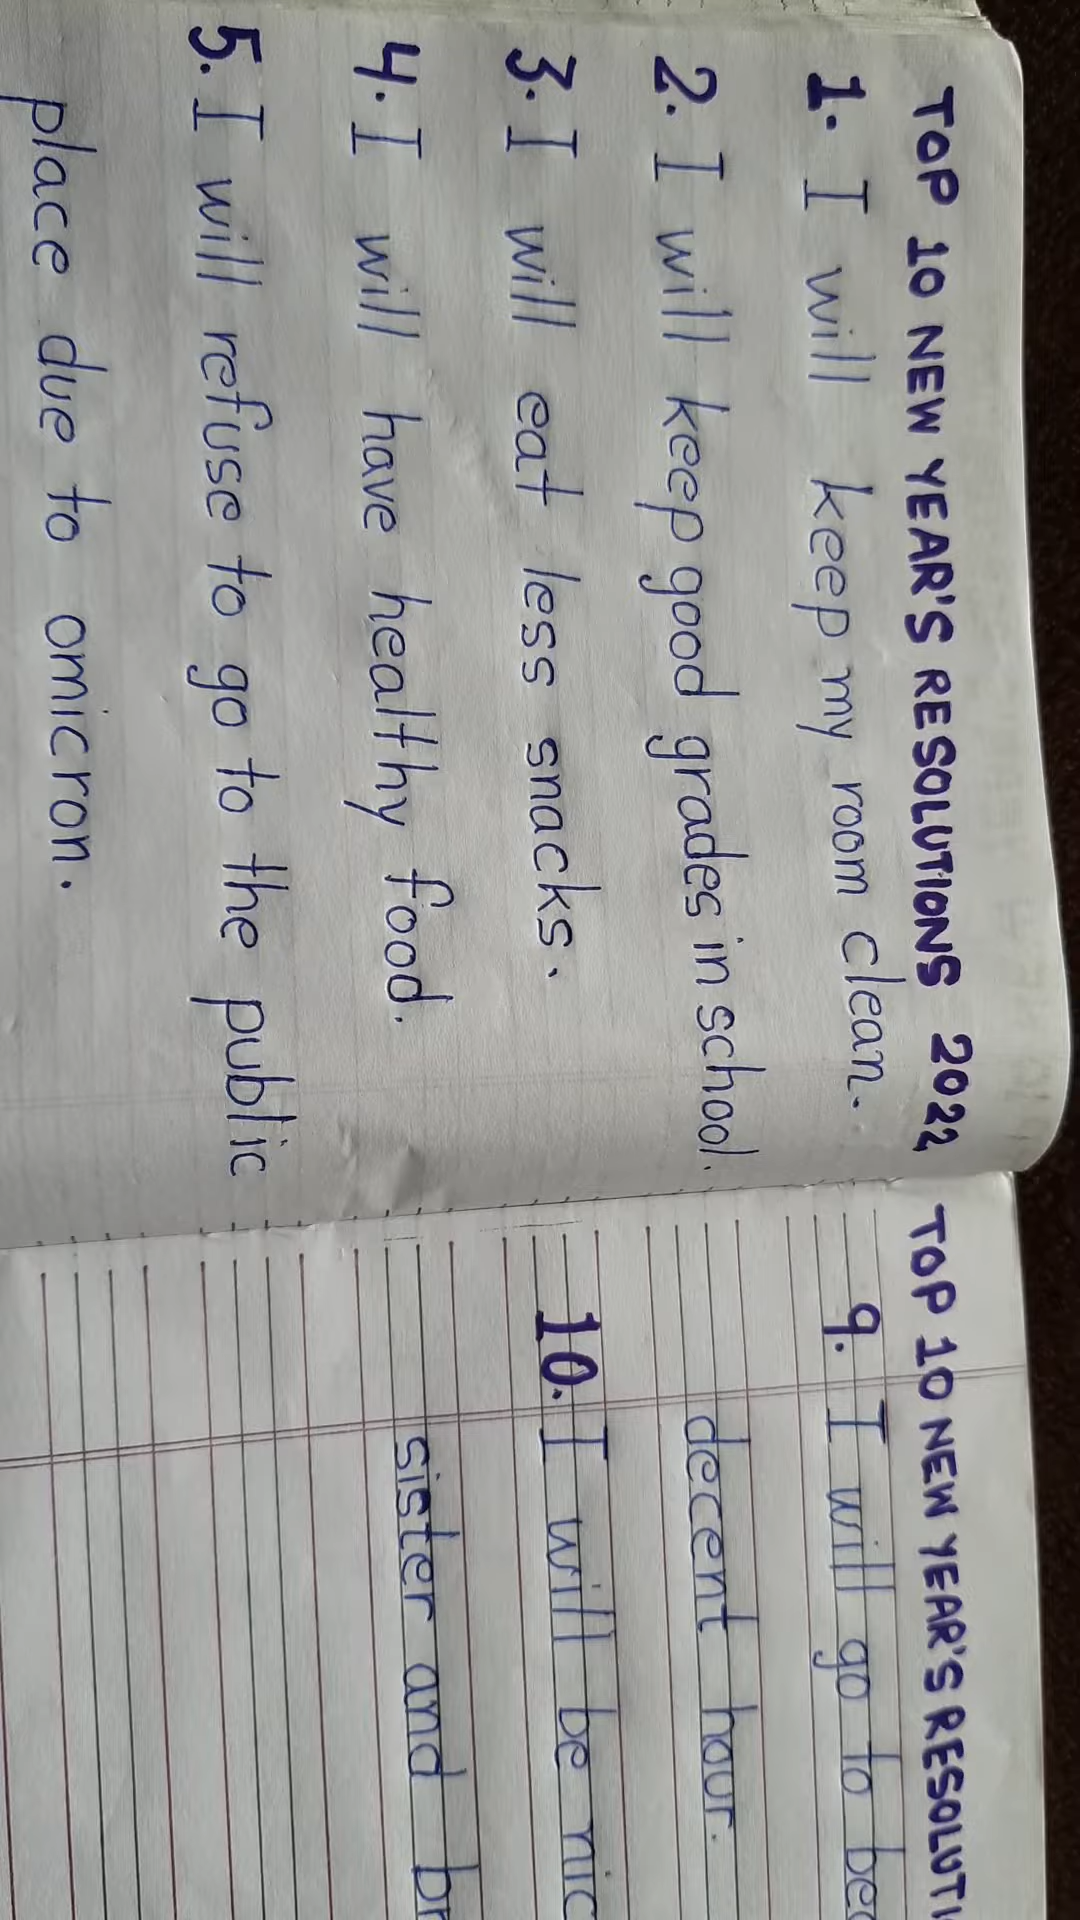 TOP 10 NEW YEAR'S RESOLUTIONS 2022
1. I will keep my room clean.
2. I will keep good grades in school.
3. I will eat less snacks.
4. I will have healthy food.
5. I will refuse to go to the public
place due to omicron.
TOP 10 NEW YEAR'S
9. I will go to
decent hour.
10. I will be
sister and